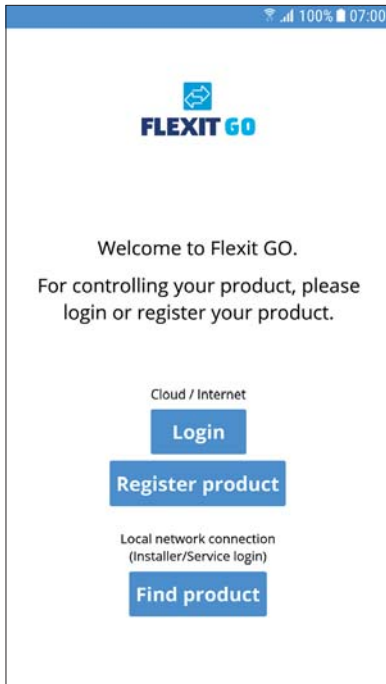 100% 07:00
FLEXIT GO
Welcome to Flexit GO.
For controlling your product, please
login or register your product.
Cloud / Internet
Login
Register product
Local network connection
(Installer/Service login)
Find product